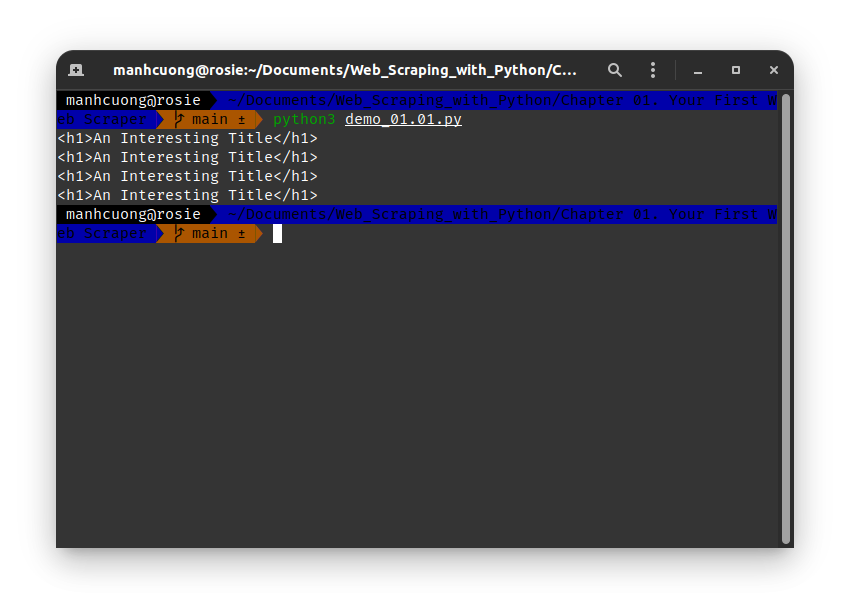 manhcuong@rosie:~/Documents/Web_Scraping_with_Python/C...
manhcuong@rosie ~/Documents/Web_Scraping_with_Python/Chapter 01. Your First W
eb Scraper main ± python3 demo_01.01.py
<h1>An Interesting Title</h1>
<h1>An Interesting Title</h1>
<h1>An Interesting Title</h1>
<h1>An Interesting Title</h1>
manhcuong@rosie ~/Documents/Web_Scraping_with_Python/Chapter 01. Your First W
eb Scraper main ±